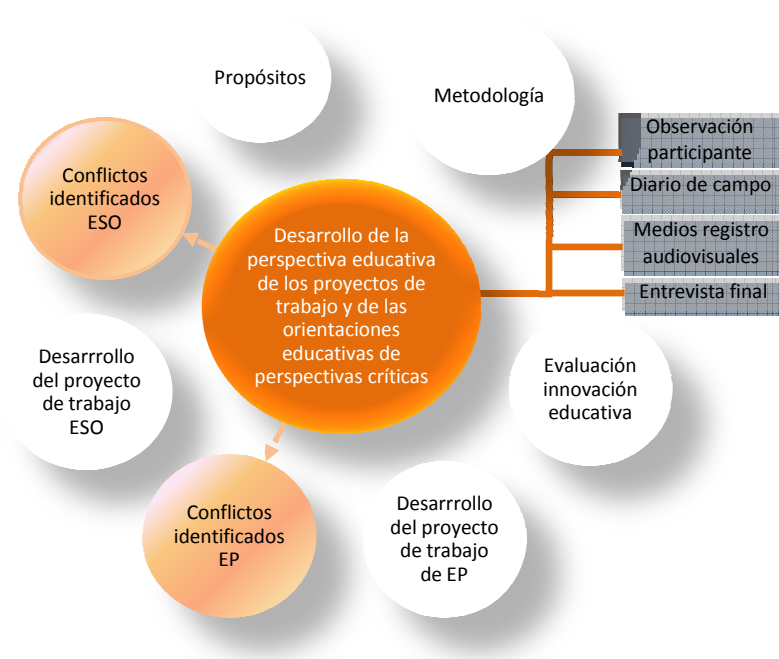 Propósitos
Metodología
Observación
participante
Diario de campo
Medios registro
audiovisuales
Entrevista final
Conflictos
identificados
ESO
Desarrollo de la
perspectiva educativa
de los proyectos de
trabajo y de las
orientaciones
educativas de
perspectivas críticas
Desarrrollo
del proyecto
de trabajo
ESO
Evaluación
innovación
educativa
Conflictos
identificados
EP
Desarrrollo
del proyecto
de trabajo
de EP